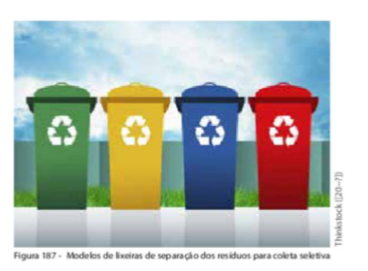 Thinkstock ([20--?])
Figura 187 - Modelos de lixeiras de separação dos resíduos para coleta seletiva